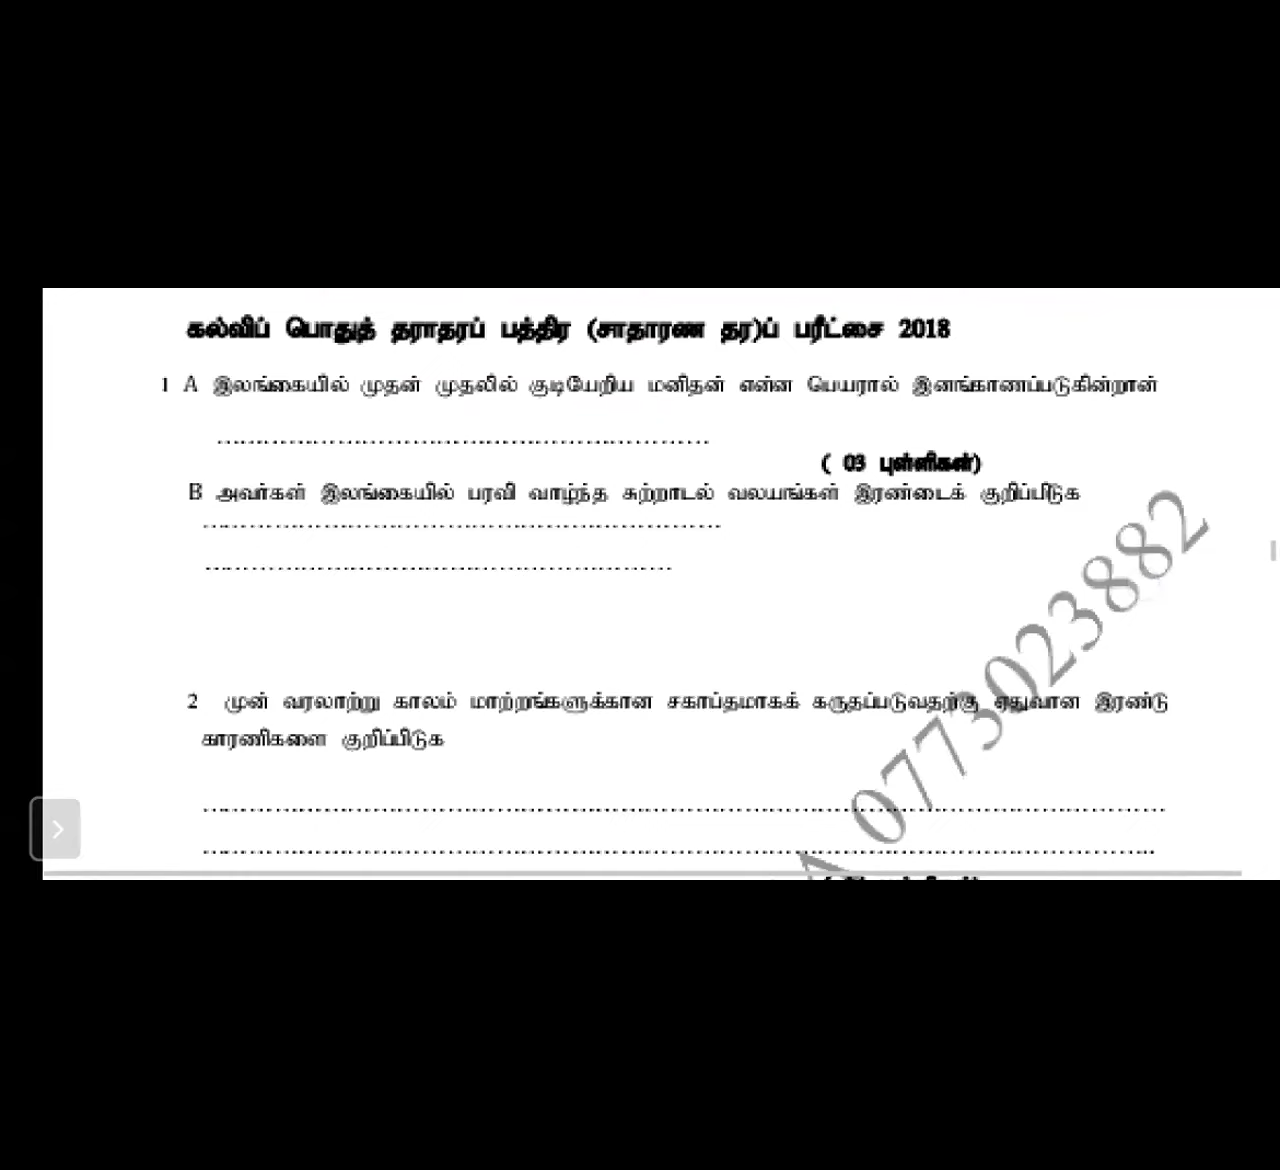 கல்விப் பொதுத் தராதரப் பத்திர (சாதாரண தர)ப் பரீட்சை 2018
1 A இலங்கையில் முதன் முதலில் குடியேறிய மனிதன் என்ன பெயரால் இனங்காணப்படுகின்றான்
............................................................
( 03 புள்ளிகள்)
B அவர்கள் இலங்கையில் பரவி வாழ்ந்த சுற்றாடல் வலயங்கள் இரண்டைக் குறிப்பிடுக
............................................................
............................................................
0773023882
2 முன் வரலாற்று காலம் மாற்றங்களுக்கான சகாப்தமாகக் கருதப்படுவதற்கு ஏதுவான இரண்டு
காரணிகளை குறிப்பிடுக
............................................................
............................................................